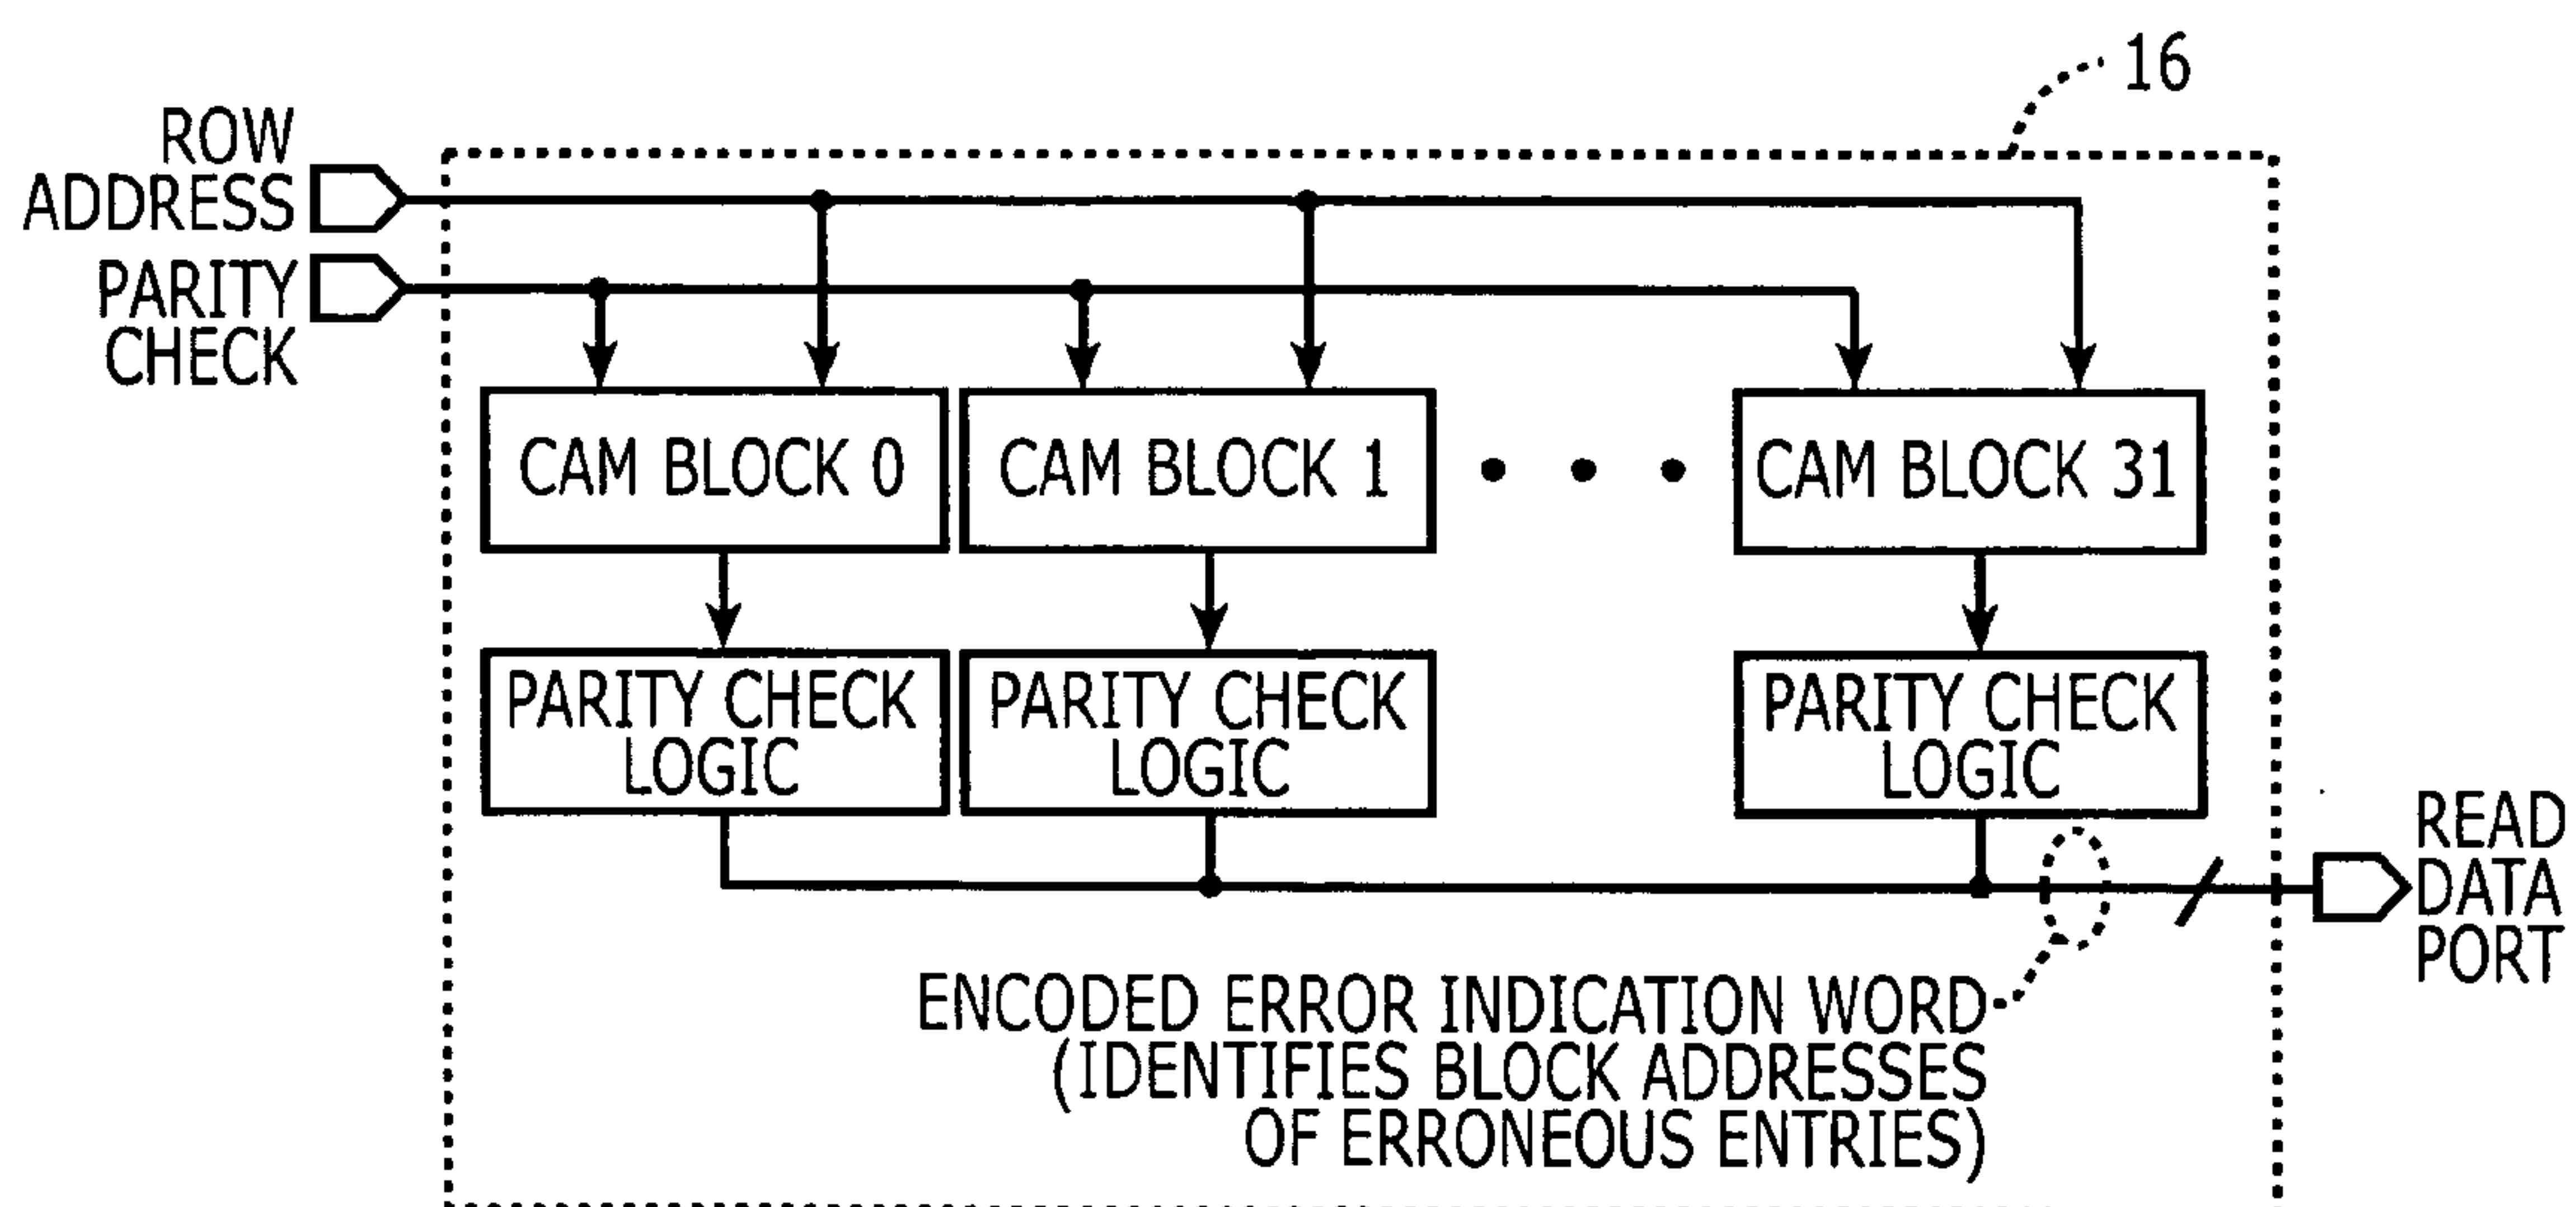 16
ROW
ADDRESS
PARITY
CHECK
CAM BLOCK 0
CAM BLOCK 1
CAM BLOCK 31
PARITY CHECK
LOGIC
PARITY CHECK
LOGIC
PARITY CHECK
LOGIC
READ
DATA
PORT
ENCODED ERROR INDICATION WORD
(IDENTIFIES BLOCK ADDRESSES
OF ERRONEOUS ENTRIES)